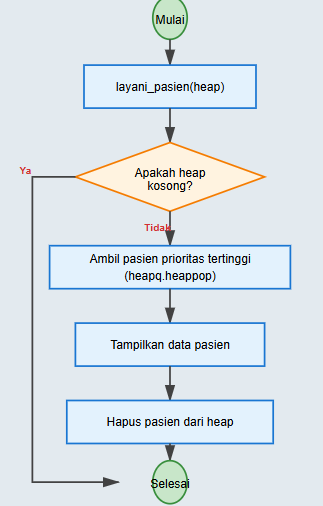 Mulai
layani_pasien(heap)
Apakah heap
kosong?
Ya
Tidak
Ambil pasien prioritas tertinggi
(heapq.heappop)
Tampilkan data pasien
Hapus pasien dari heap
Selesai